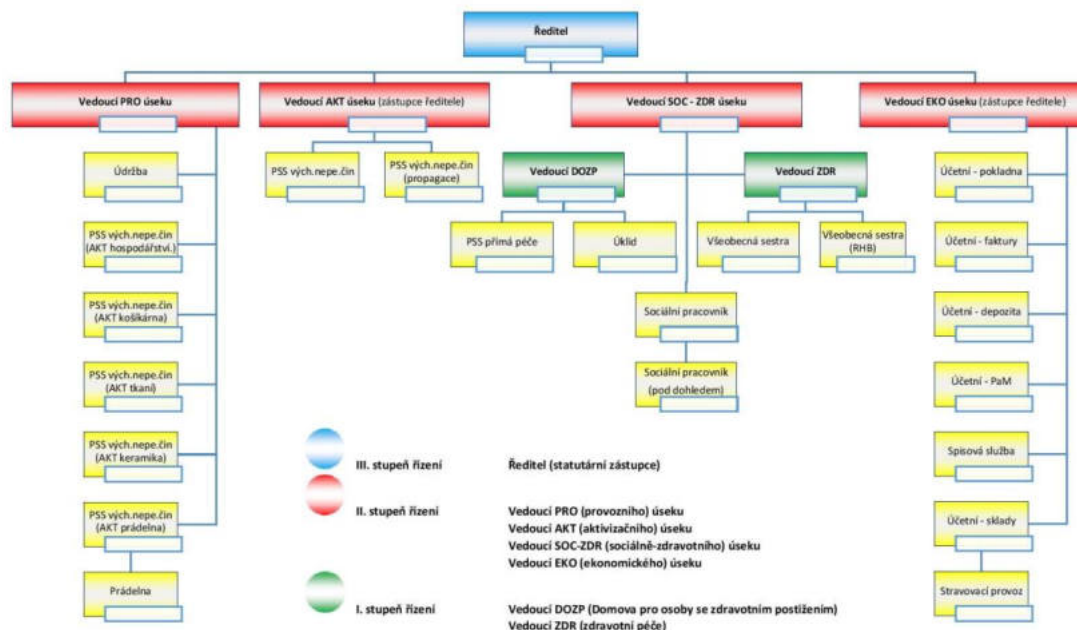 Ředitel
Vedoucí PRO úseku
Vedoucí AKT úseku (zástupce ředitele)
Vedoucí SOC - ZDR úseku
Vedoucí EKO úseku (zástupce ředitele)
Údržba
PSS vých.nepe.čin
(AKT hospodářství.)
PSS vých.nepe.čin
(AKT košíkárna)
PSS vých.nepe.čin
(AKT tkaní)
PSS vých.nepe.čin
(AKT keramika)
PSS vých.nepe.čin
(AKT prádelna)
Prádelna
PSS vých.nepe.čin
PSS vých.nepe.čin
(propagace)
Vedoucí DOZP
Vedoucí ZDR
PSS přímá péče
Úklid
Všeobecná sestra
Všeobecná sestra
(RHB)
Sociální pracovník
Sociální pracovník
(pod dohledem)
Účetní - pokladna
Účetní - faktury
Účetní - depozita
Účetní - PaM
Spisová služba
Účetní - sklady
Stravovací provoz
III. stupeň řízení
Ředitel (statutární zástupce)
II. stupeň řízení
Vedoucí PRO (provozního) úseku
Vedoucí AKT (aktivizačního) úseku
Vedoucí SOC-ZDR (sociálně-zdravotního) úseku
Vedoucí EKO (ekonomického) úseku
I. stupeň řízení
Vedoucí DOZP (Domova pro osoby se zdravotním postižením)
Vedoucí ZDR (zdravotní péče)